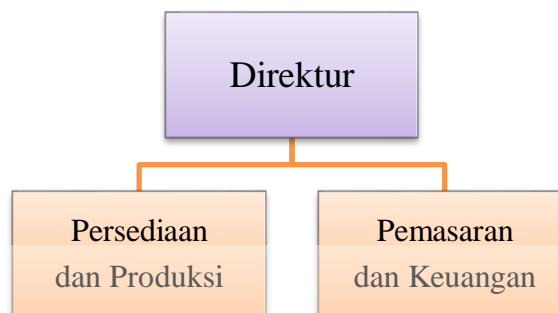 Direktur
Persediaan
dan Produksi
Pemasaran
dan Keuangan